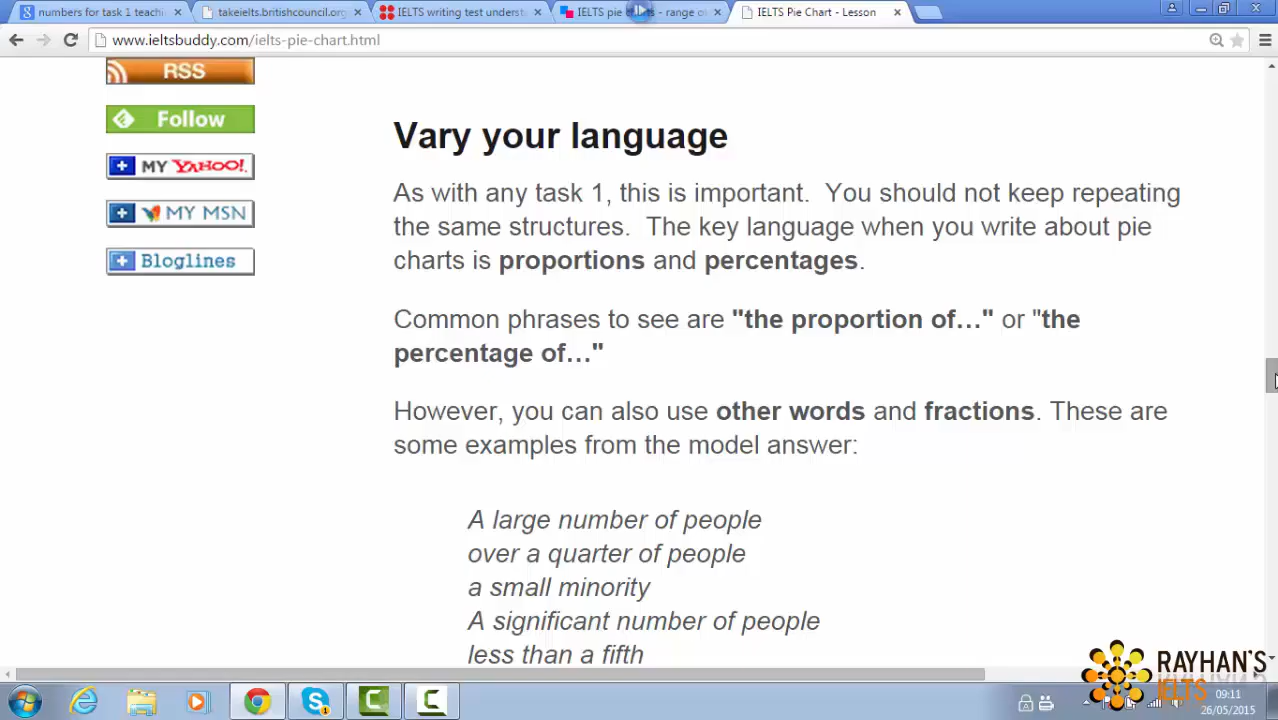 numbers for task 1 teachi
takeielts.britishcouncil.org
IELTS writing test underst
IELTS pie
- range o
IELTS Pie Chart - Lesson
www.ieltsbuddy.com/ielts-pie-chart.html
RSS
Follow
MY YAHOO!.
MY MSN
Bloglines
Vary your language
As with any task 1, this is important.  You should not keep repeating
the same structures.  The key language when you write about pie
charts is proportions and percentages.
Common phrases to see are "the proportion of…" or "the
percentage of…"
However, you can also use other words and fractions. These are
some examples from the model answer:
A large number of people
over a quarter of people
a small minority
A significant number of people
less than a fifth
RAYHAN'S
IELTS
09:11
26/05/2015